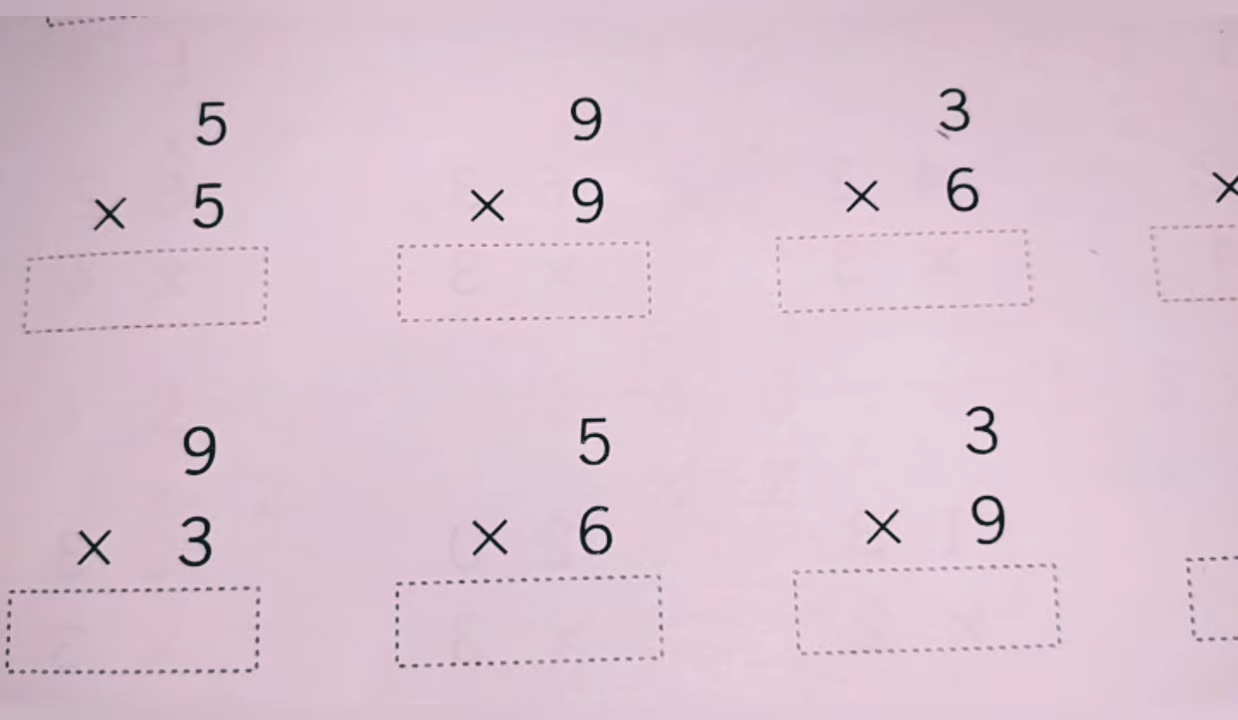 5 9 3
× 5 × 9 × 6 ×
9 5 3
× 3 × 6 × 9